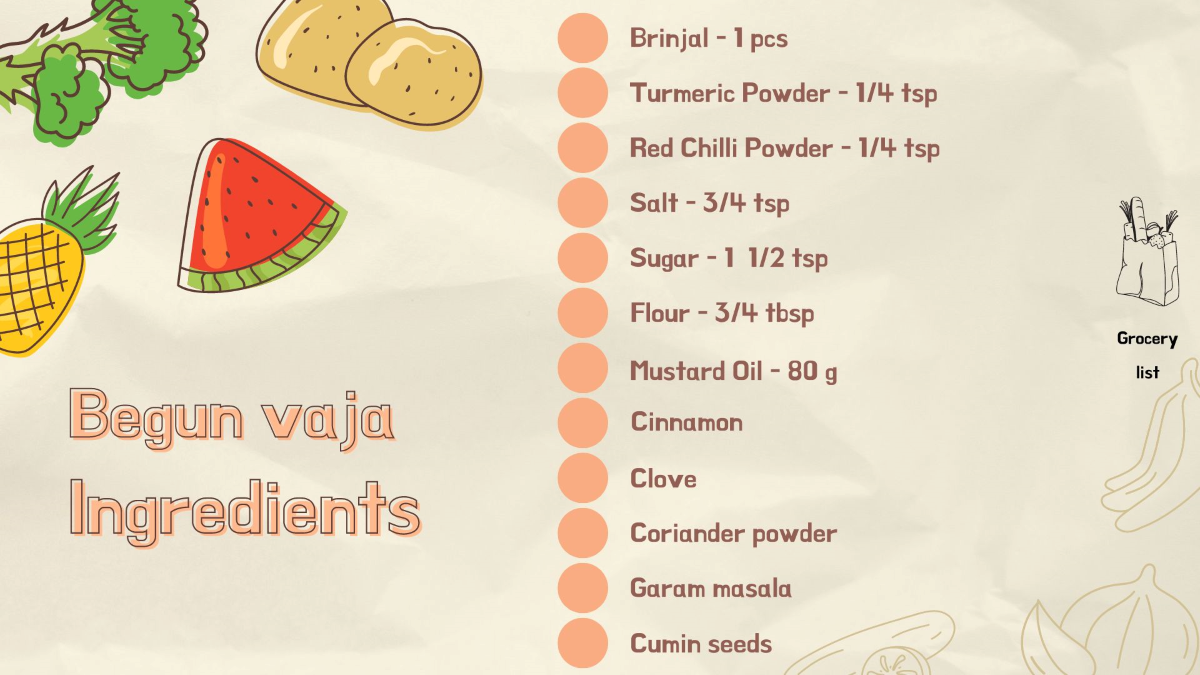 Begun vaja
Ingredients
Brinjal - 1 pcs
Turmeric Powder - 1/4 tsp
Red Chilli Powder - 1/4 tsp
Salt - 3/4 tsp
Sugar - 1  1/2 tsp
Flour - 3/4 tbsp
Mustard Oil - 80 g
Cinnamon
Clove
Coriander powder
Garam masala
Cumin seeds
Grocery
list